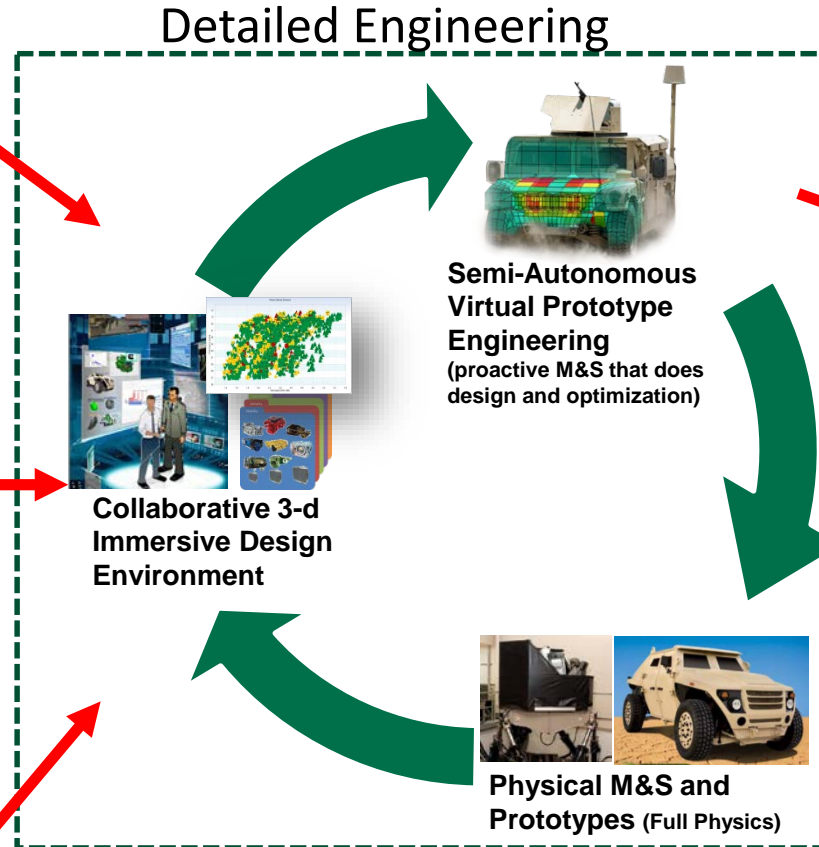 Detailed Engineering
Semi-Autonomous
Virtual Prototype
Engineering
(proactive M&S that does
design and optimization)
Collaborative 3-d
Immersive Design
Environment
Physical M&S and
Prototypes (Full Physics)